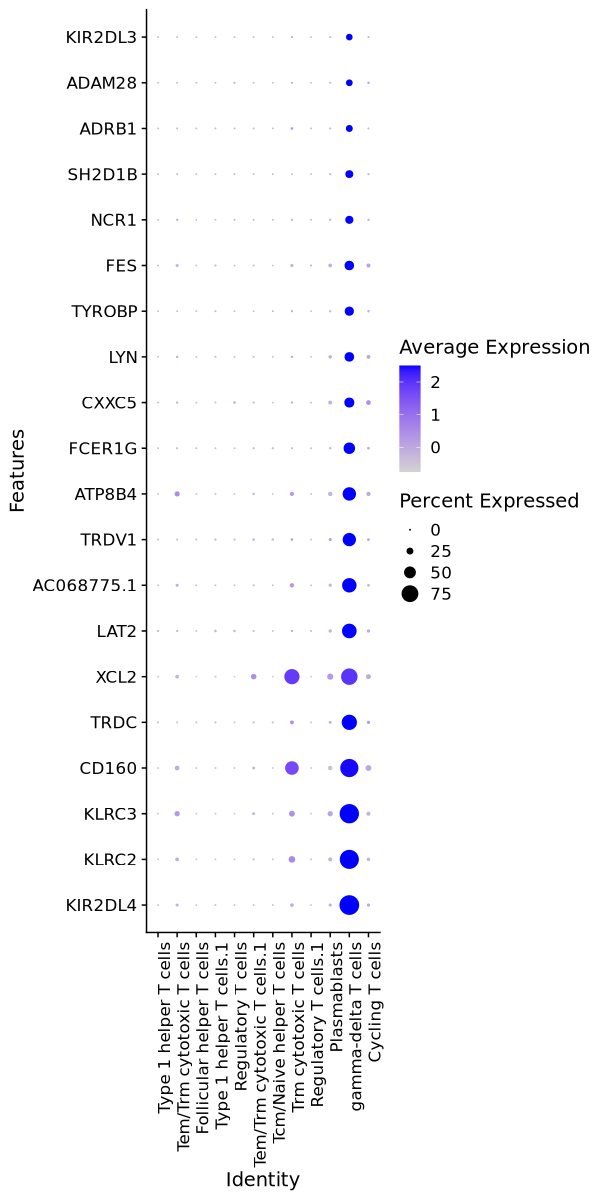 KIR2DL3
ADAM28
ADRB1
SH2D1B
NCR1
FES
TYROBP
LYN
CXXC5
FCER1G
ATP8B4
TRDV1
AC068775.1
LAT2
XCL2
TRDC
CD160
KLRC3
KLRC2
KIR2DL4
Features
Type 1 helper T cells
Tem/Trm cytotoxic T cells
Follicular helper T cells
Type 1 helper T cells.1
Regulatory T cells
Tem/Trm cytotoxic T cells.1
Tcm/Naive helper T cells
Trm cytotoxic T cells
Regulatory T cells.1
Plasmablasts
gamma-delta T cells
Cycling T cells
Identity
Average Expression
2
1
0
Percent Expressed
0
25
50
75